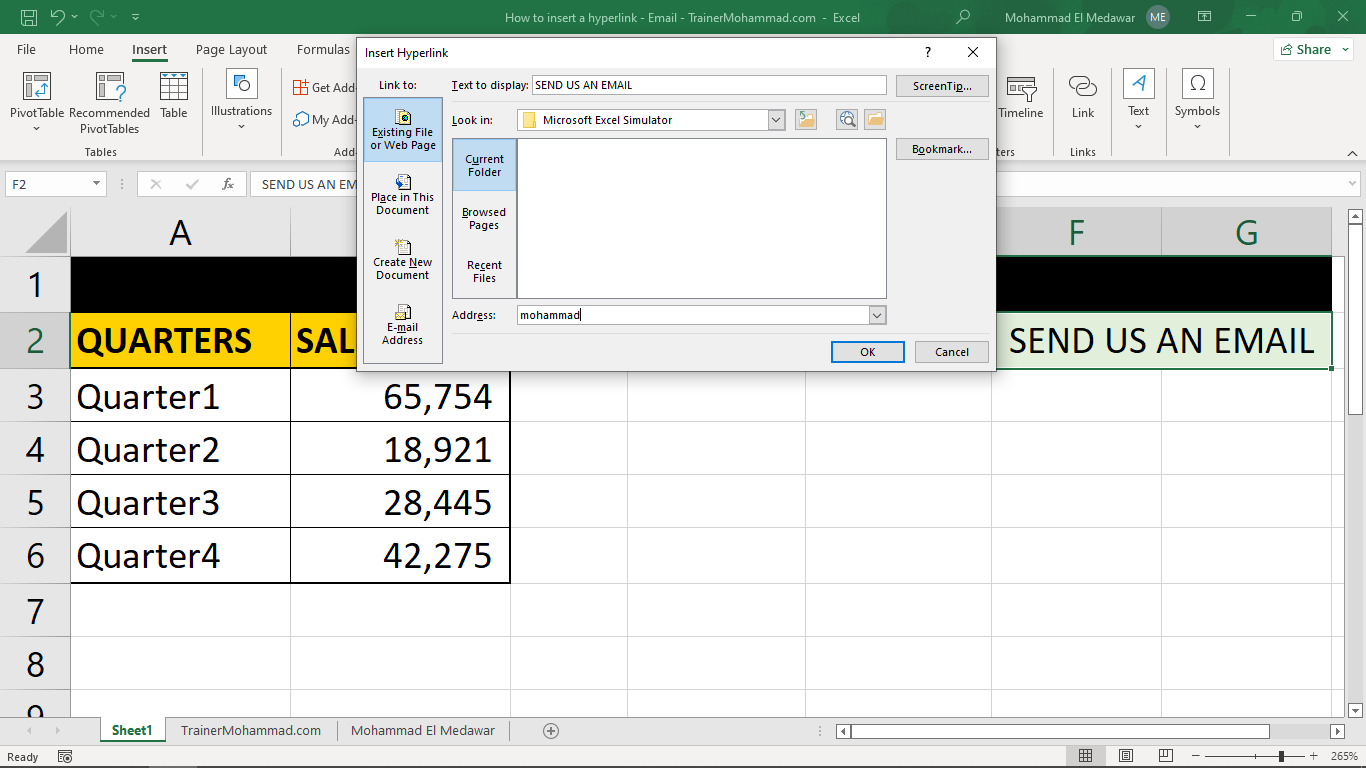 How to insert a hyperlink - Email - TrainerMohammad.com - Excel
Mohammad El Medawar ME
File Home Insert Page Layout Formulas
Share
Insert Hyperlink
?
PivotTable
Recommended
PivotTables
Table
Tables
Illustrations
Get Add-
My Add-
Add-
Timeline
ters
Link
Links
Text
Symbols
Link to:
Existing File
or Web Page
Place in This
Document
Create New
Document
E-mail
Address
Text to display: SEND US AN EMAIL
ScreenTip...
Look in: Microsoft Excel Simulator
Bookmark...
Current
Folder
Browsed
Pages
Recent
Files
Address: mohammad
OK Cancel
F2 fx SEND US AN EM
A F G
1
2 QUARTERS SAL SEND US AN EMAIL
3 Quarter1 65,754
4 Quarter2 18,921
5 Quarter3 28,445
6 Quarter4 42,275
7
8
9
Sheet1 TrainerMohammad.com Mohammad El Medawar
Ready 265%